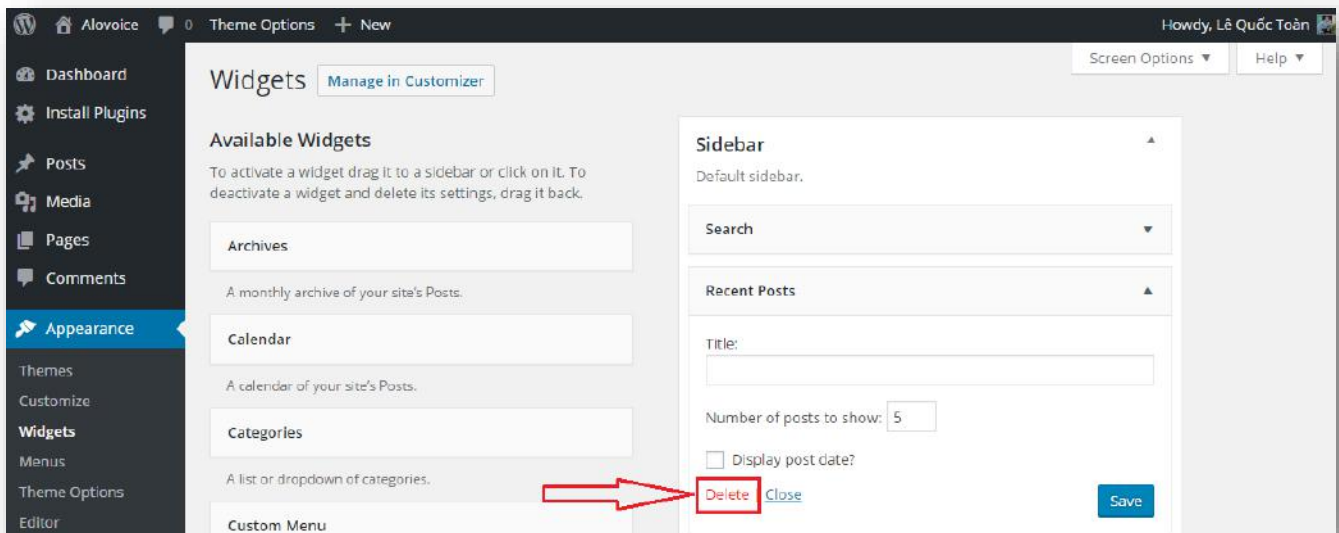 Alovoice 0 Theme Options + New Howdy, Lê Quốc Toàn
Screen Options ▼ Help ▼
Dashboard
Install Plugins
Posts
Media
Pages
Comments
Appearance
Themes
Customize
Widgets
Menus
Theme Options
Editor
Widgets Manage in Customizer
Available Widgets
To activate a widget drag it to a sidebar or click on it. To
deactivate a widget and delete its settings, drag it back.
Archives
A monthly archive of your site's Posts.
Calendar
A calendar of your site's Posts.
Categories
A list or dropdown of categories.
Custom Menu
Sidebar
Default sidebar.
Search
Recent Posts
Title:
Number of posts to show: 5
Display post date?
Delete | Close
Save